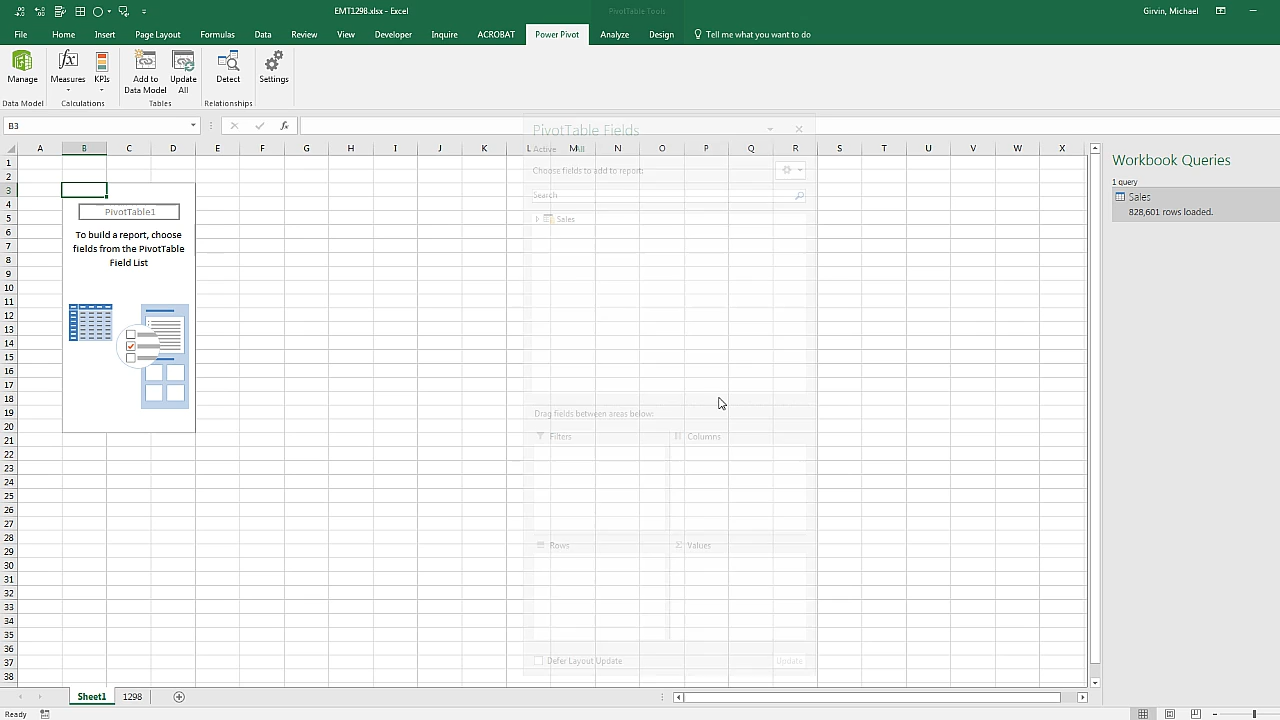 EMT1298.xlsx - Excel
PivotTable Tools
Girvin, Michael
File Home Insert Page Layout Formulas Data Review View Developer Inquire ACROBAT Power Pivot Analyze Design Tell me what you want to do
Manage Measures KPIs Add to Data Model Update All Detect Settings
Data Model Calculations Tables Relationships
B3 fx
PivotTable Fields
A B C D E F G H I J K L M N O P Q R S T U V W X
Active All
Choose fields to add to report:
Search
Sales
Drag fields between areas below:
Filters Columns
Rows Values
Defer Layout Update Update
1
2
3
4
5
6
7
8
9
10
11
12
13
14
15
16
17
18
19
20
21
22
23
24
25
26
27
28
29
30
31
32
33
34
35
36
37
38
PivotTable1
To build a report, choose
fields from the PivotTable
Field List
Workbook Queries
1 query
Sales
828,601 rows loaded.
Sheet1 1298
Ready